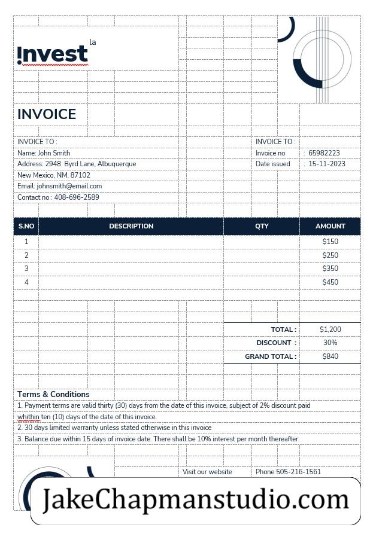 la
invest
INVOICE
INVOICE TO : INVOICE TO
Name: John Smith Invoice no : 65982223
Address: 2948 Byrd Lane, Albuquerque Date issued : 15-11-2023
New Mexico, NM, 87102
Email: johnsmith@email.com
Contact no : 408-696-2589
S.NO DESCRIPTION QTY AMOUNT
1 $150
2 $250
3 $350
4 $450
TOTAL : $1,200
DISCOUNT : 30%
GRAND TOTAL : $840
Terms & Conditions
1. Payment terms are valid thirty (30) days from the date of this invoice, subject of 2% discount paid
whithin ten (10) days of the date of this invoice.
2. 30 days limited warranty unless stated otherwise in this invoice
3. Balance due within 15 days of invoice date. There shall be 10% interest per month thereafter
Visit our website Phone 505-216-1561
JakeChapmanstudio.com